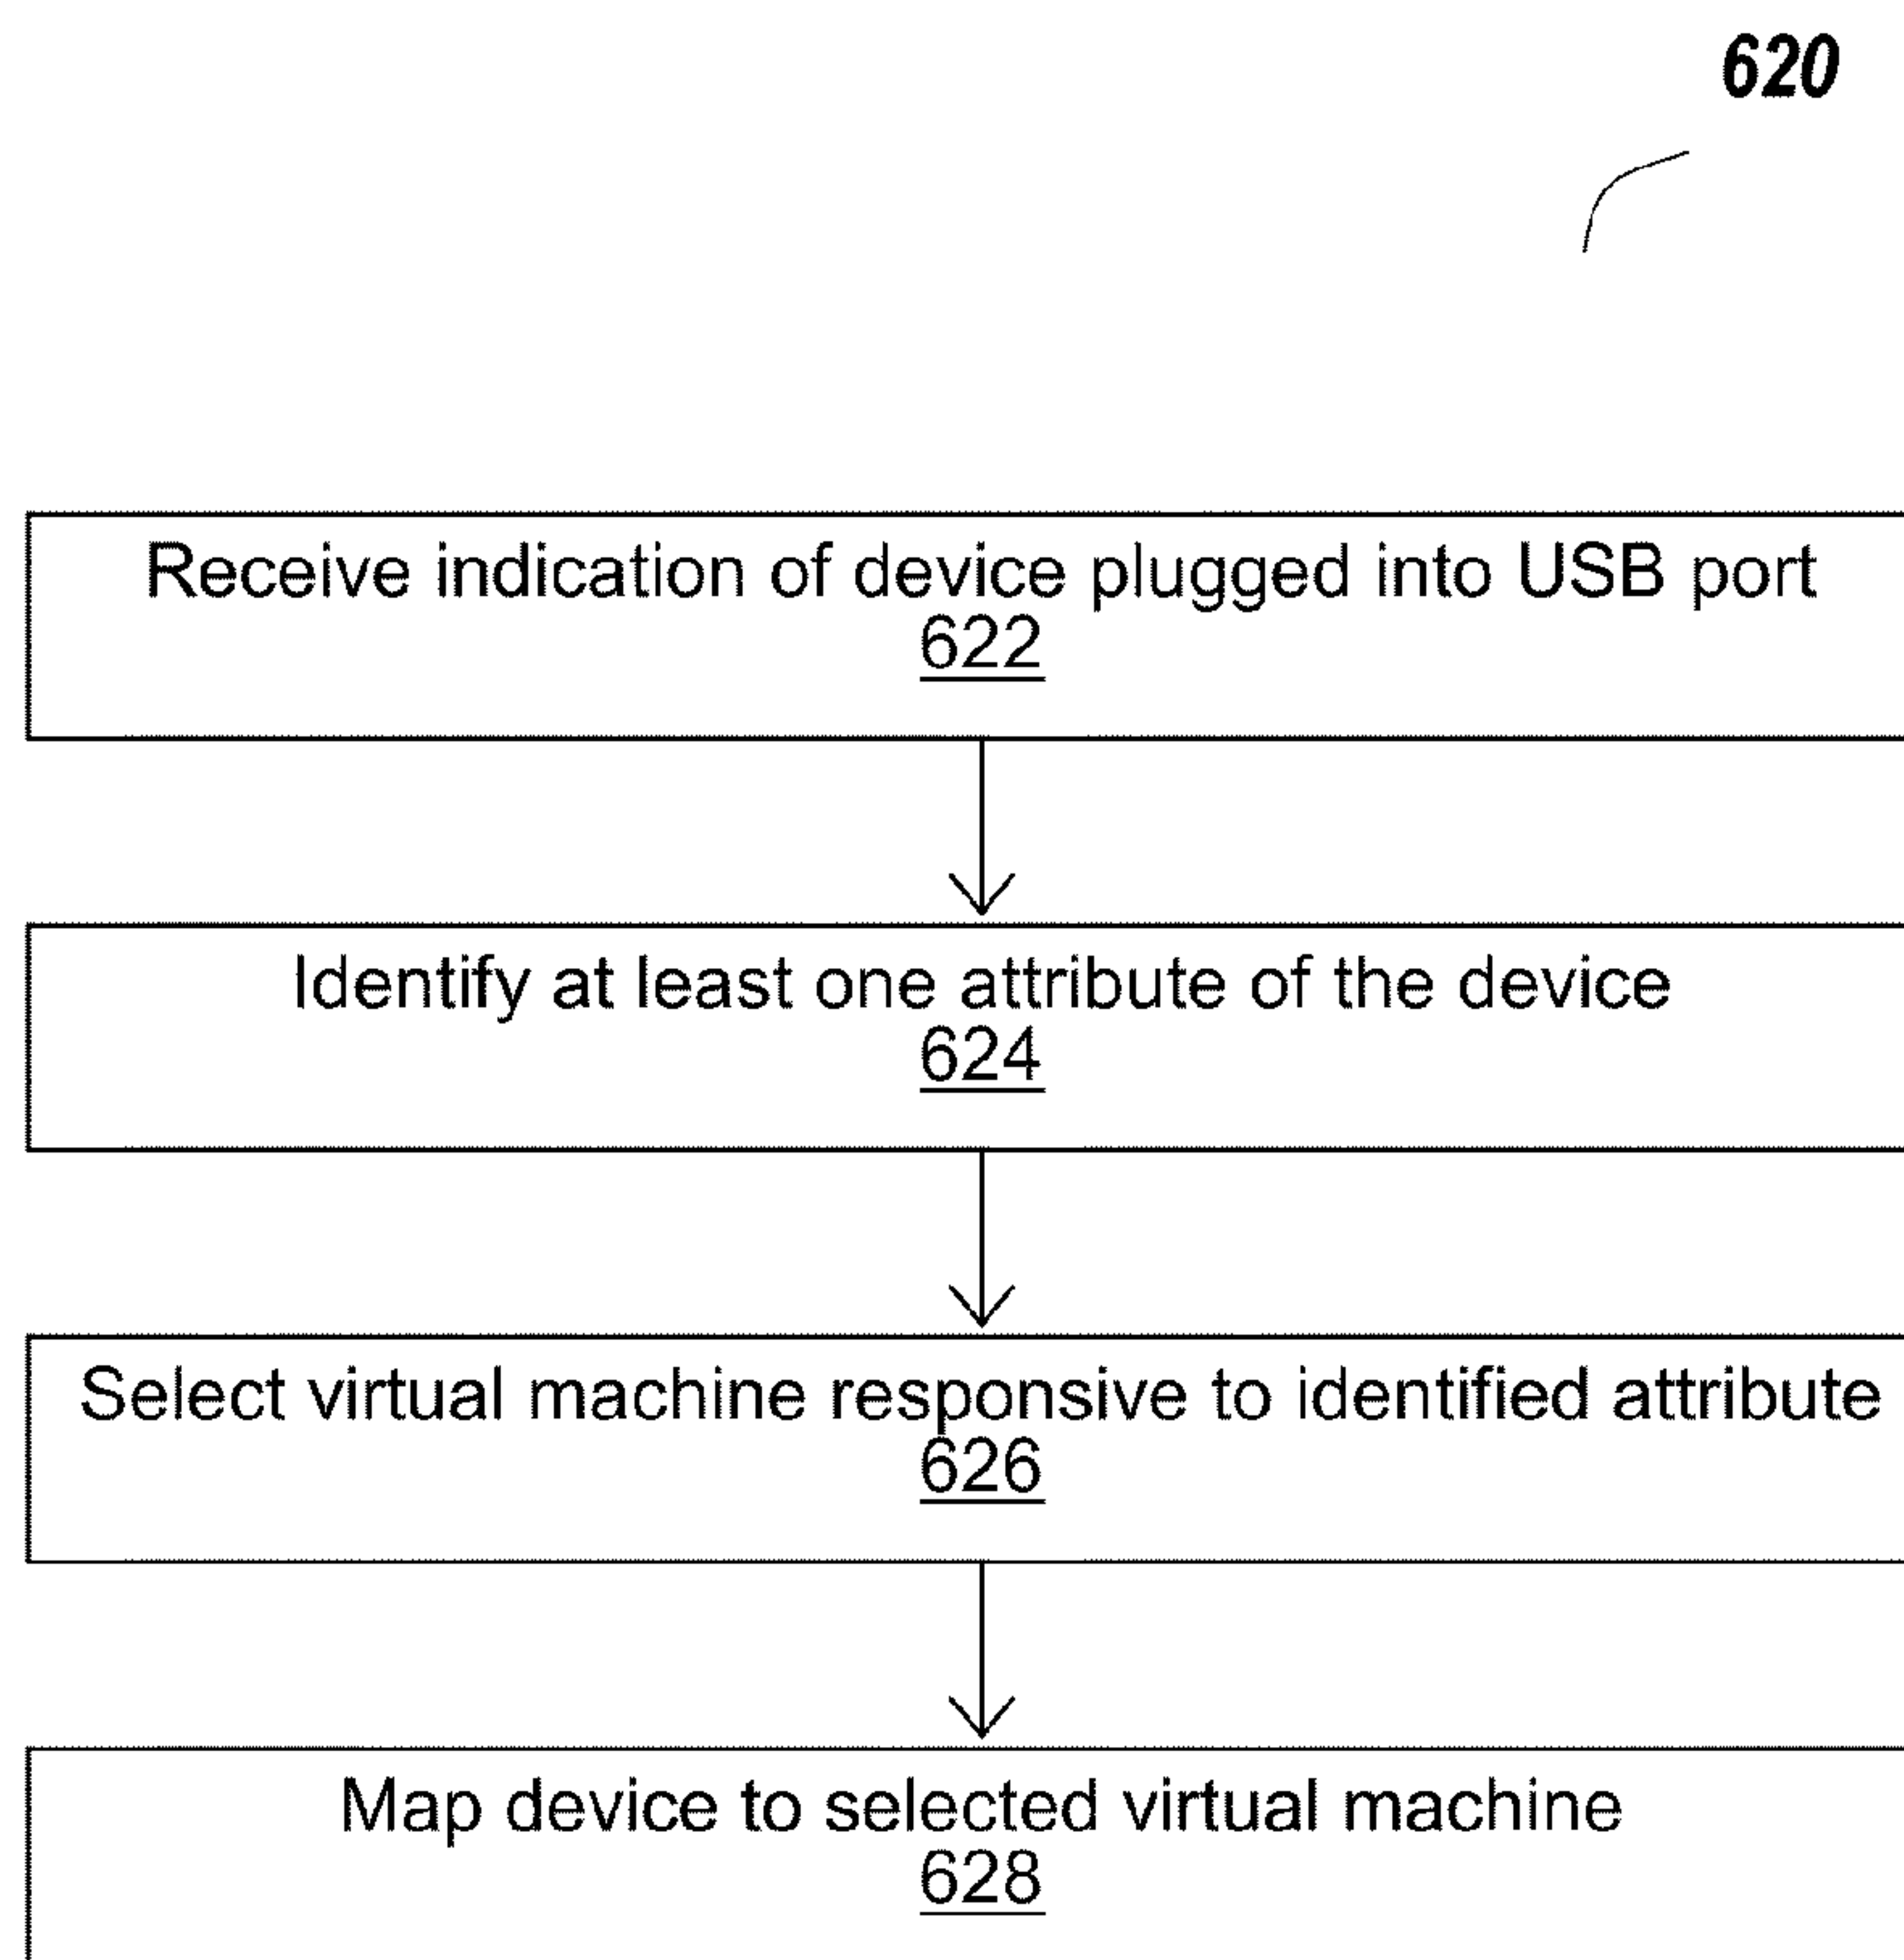 620
Receive indication of device plugged into USB port
622
Identify at least one attribute of the device
624
Select virtual machine responsive to identified attribute
626
Map device to selected virtual machine
628